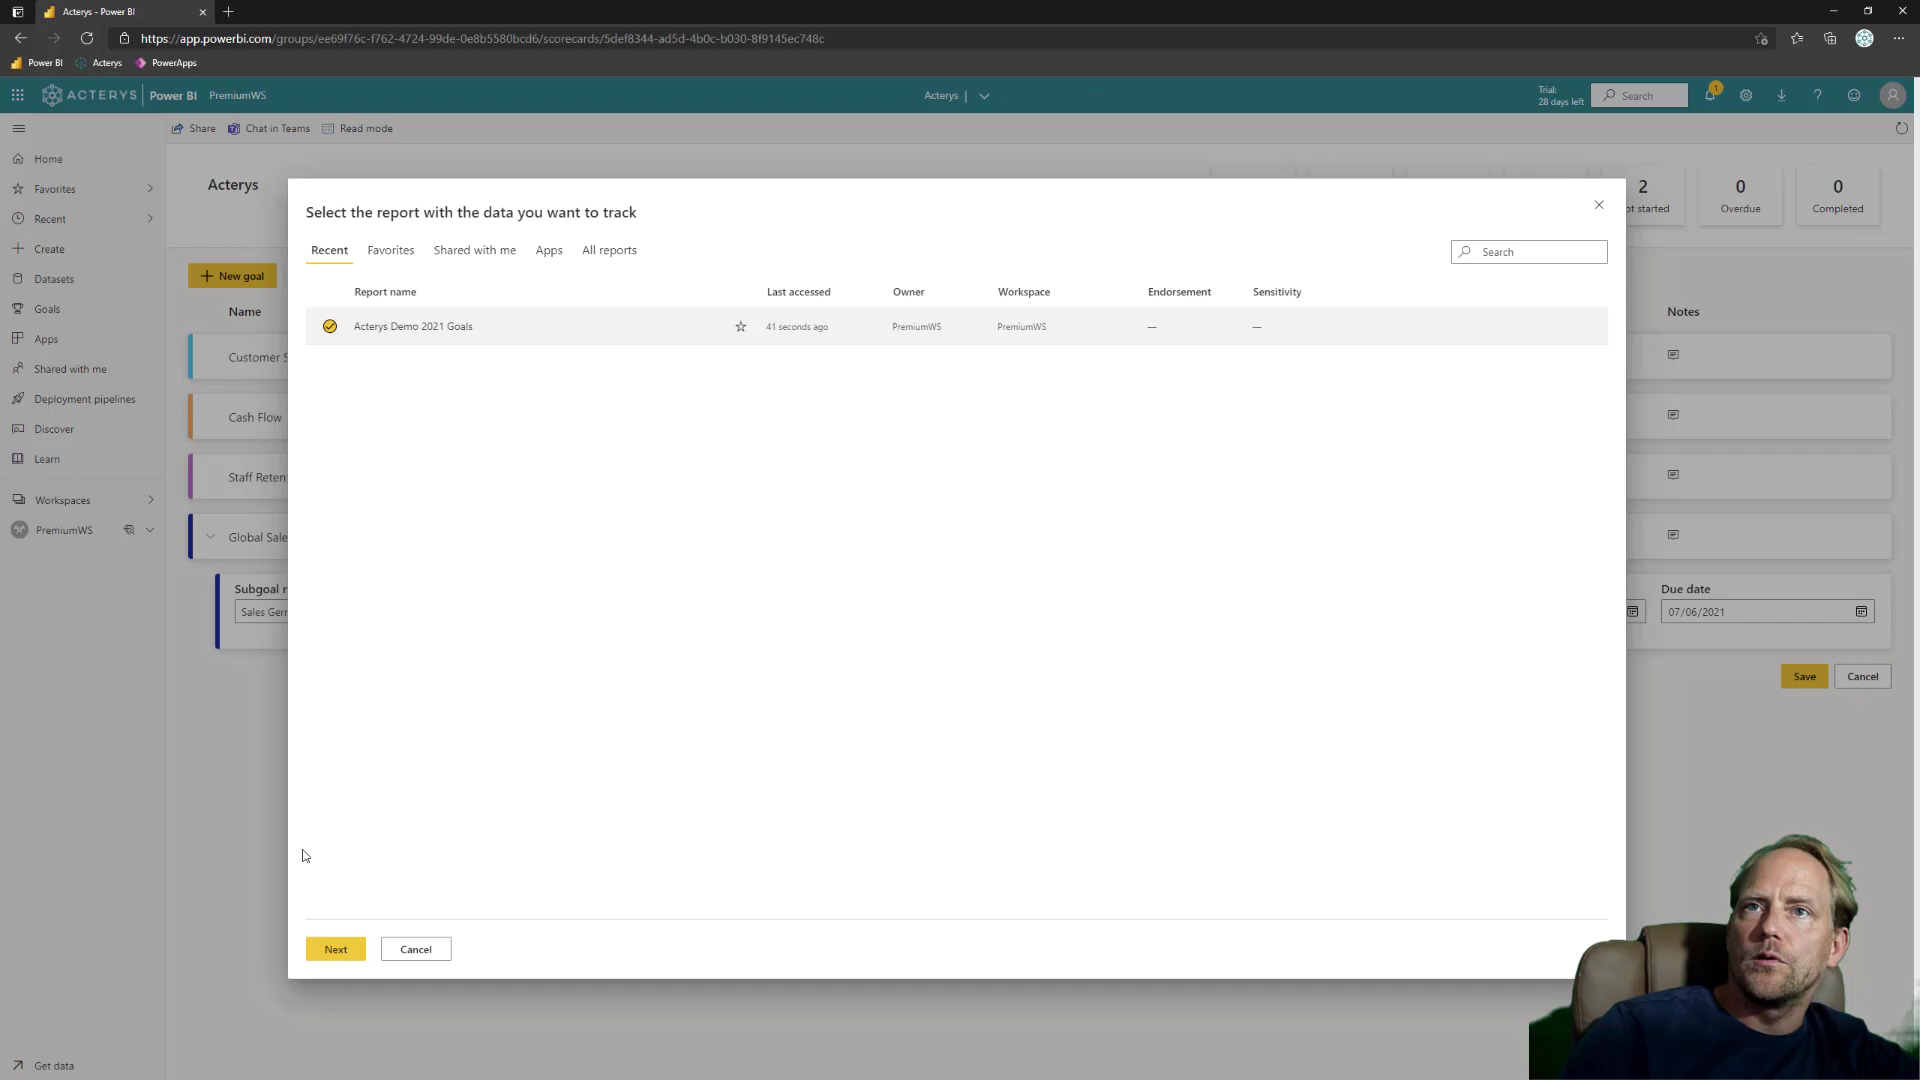 Acterys - Power BI
https://app.powerbi.com/groups/ee69f76c-f762-4724-99de-0e8b5580bcd6/scorecards/5def8344-ad5d-4b0c-b030-8f9145ec748c
Power BI Acterys PowerApps
ACTERYS Power BI PremiumWS Acterys | Trial: 28 days left Search 1
Share Chat in Teams Read mode
Home
Favorites
Recent
Create
Datasets
Goals
Apps
Shared with me
Deployment pipelines
Discover
Learn
Workspaces
PremiumWS
Get data
Acterys
2 0 0
ot started Overdue Completed
New goal
Name Notes
Customer S
Cash Flow
Staff Reten
Global Sale
Subgoal n Due date
Sales Gern 07/06/2021
Save Cancel
Select the report with the data you want to track
Recent Favorites Shared with me Apps All reports Search
Report name Last accessed Owner Workspace Endorsement Sensitivity
Acterys Demo 2021 Goals 41 seconds ago PremiumWS PremiumWS — —
Next Cancel